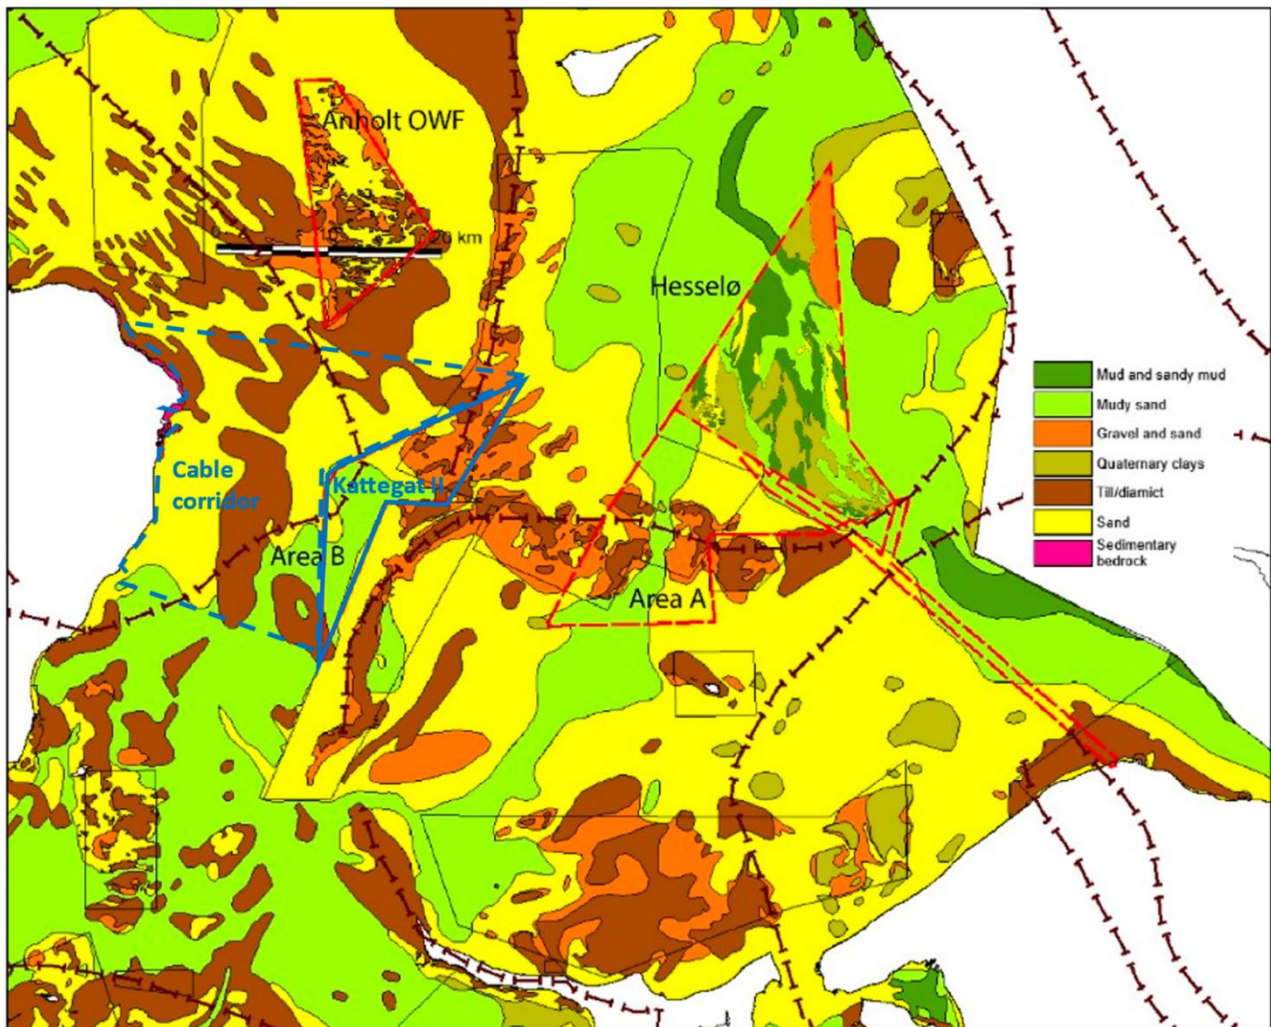 Anholt OWF
20 km
Hesselø
Mud and sandy mud
Mudy sand
Gravel and sand
Quaternary clays
Till/diamict
Sand
Sedimentary
bedrock
Cable
corridor
Kattegat II
Area B
Area A